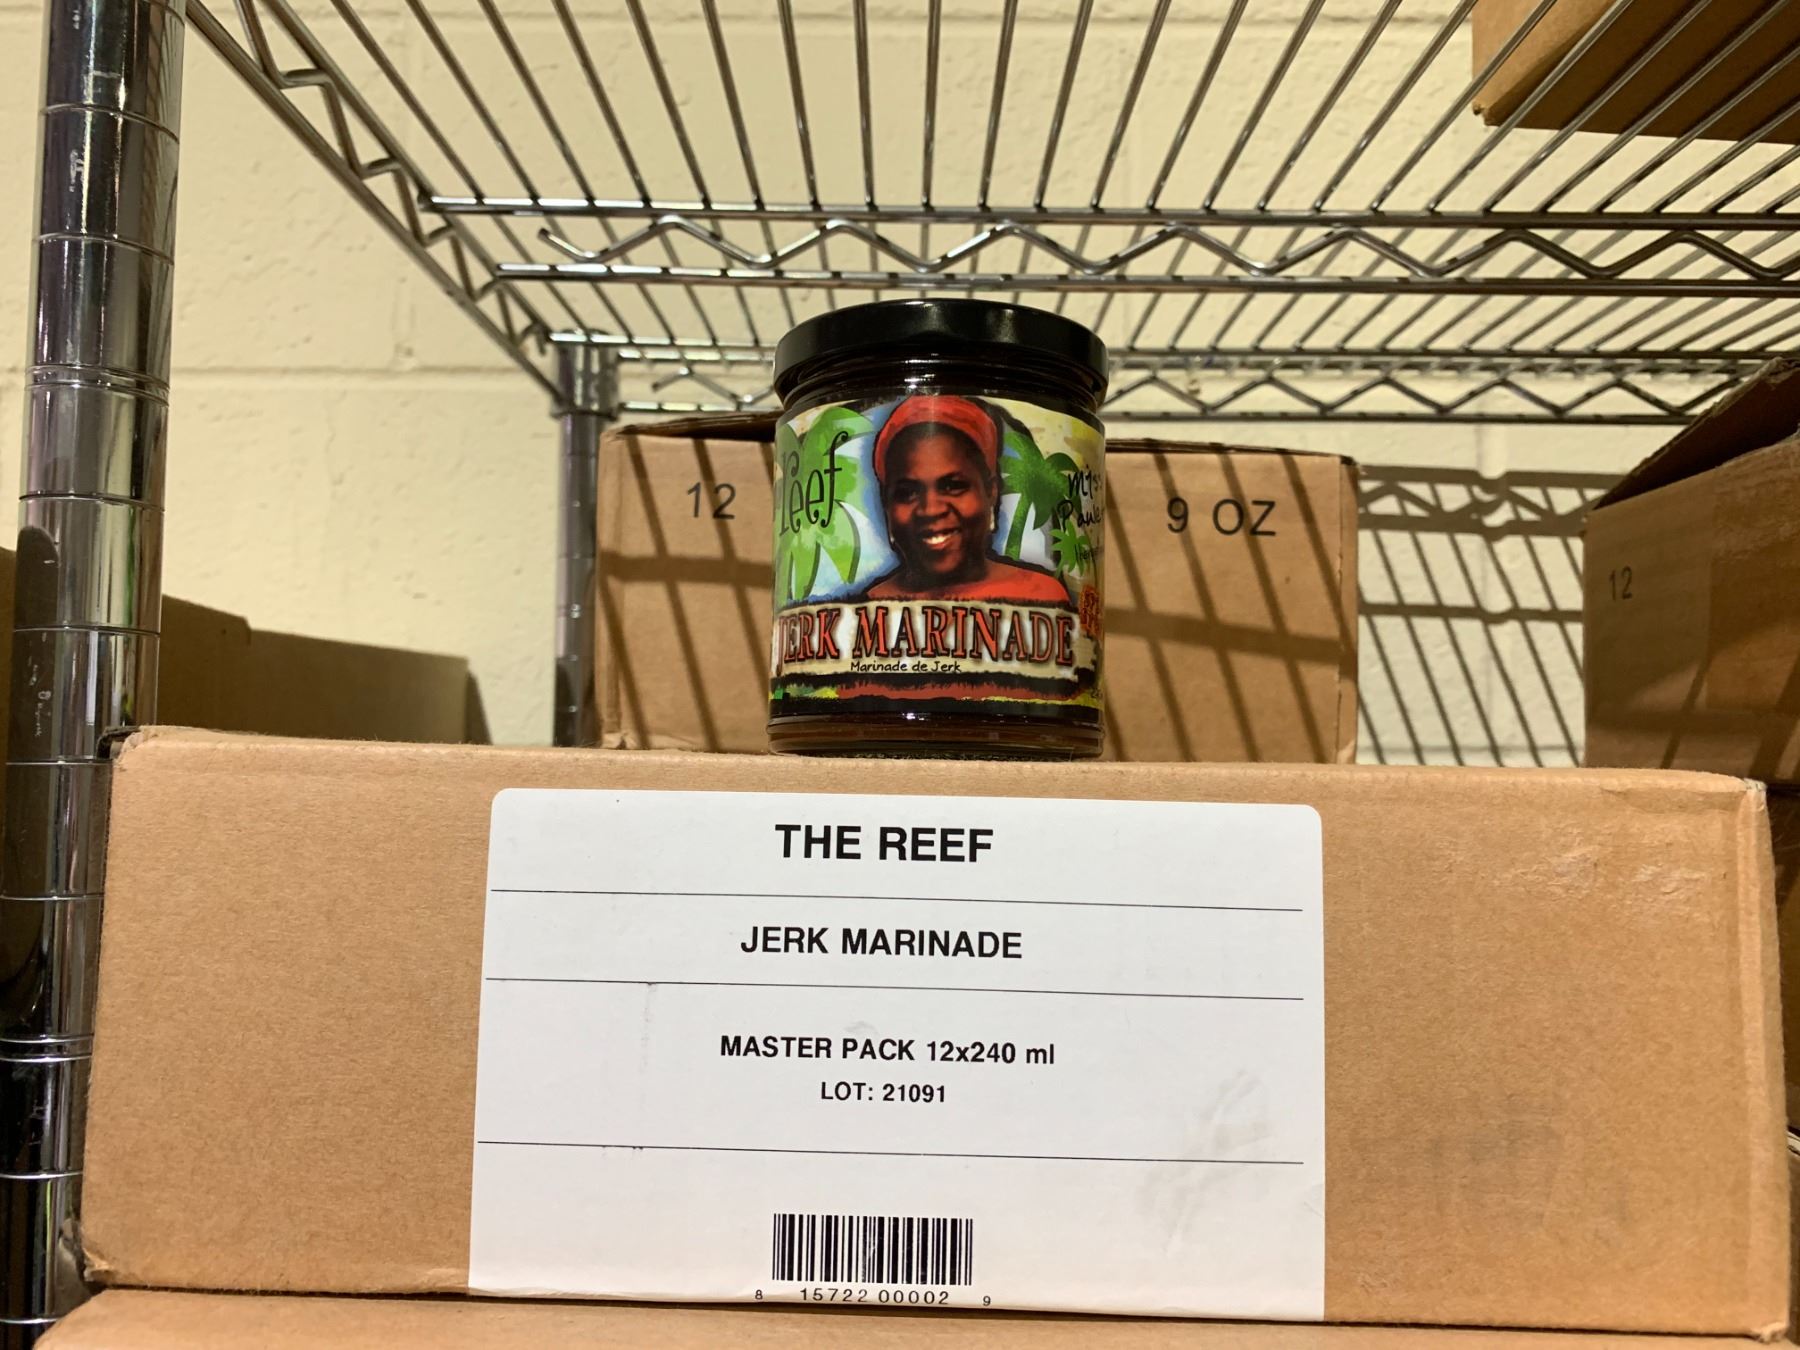 12
9 OZ
12
reef
JERK MARINADE
Marinade de Jerk
THE REEF
JERK MARINADE
MASTER PACK 12x240 ml
LOT: 21091
8 15722 00002 9